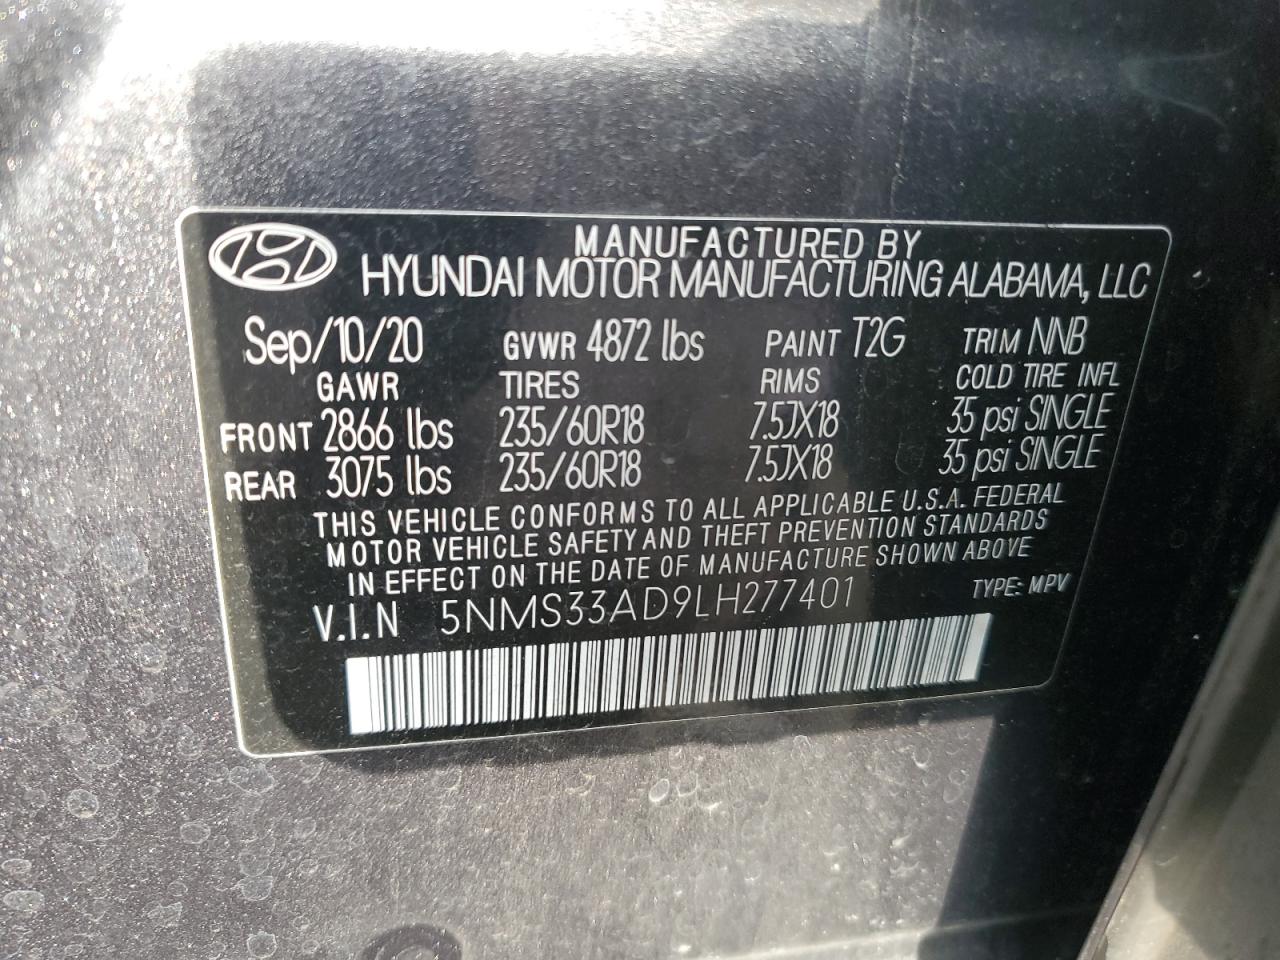 MANUFACTURED BY
HYUNDAI MOTOR MANUFACTURING ALABAMA, LLC
Sep/10/20 GVWR 4872 lbs PAINT T2G TRIM NNB
GAWR TIRES RIMS COLD TIRE INFL
FRONT 2866 lbs 235/60R18 7.5JX18 35 psi SINGLE
REAR 3075 lbs 235/60R18 7.5JX18 35 psi SINGLE
THIS VEHICLE CONFORMS TO ALL APPLICABLE U.S.A. FEDERAL
MOTOR VEHICLE SAFETY AND THEFT PREVENTION STANDARDS
IN EFFECT ON THE DATE OF MANUFACTURE SHOWN ABOVE
V.I.N 5NMS33AD9LH277401 TYPE: MPV